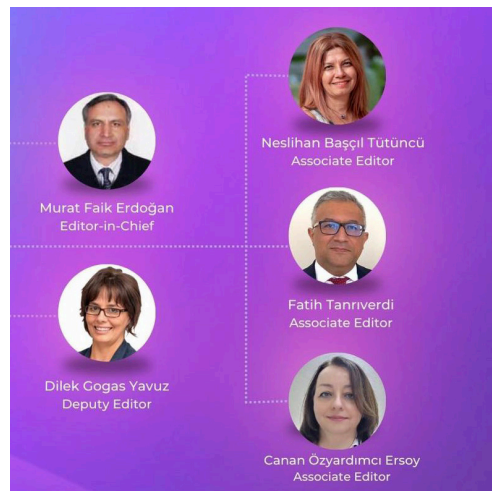 Murat Faik Erdoğan
Editor-in-Chief
Dilek Gogas Yavuz
Deputy Editor
Neslihan Başçıl Tütüncü
Associate Editor
Fatih Tanrıverdi
Associate Editor
Canan Özyardımcı Ersoy
Associate Editor